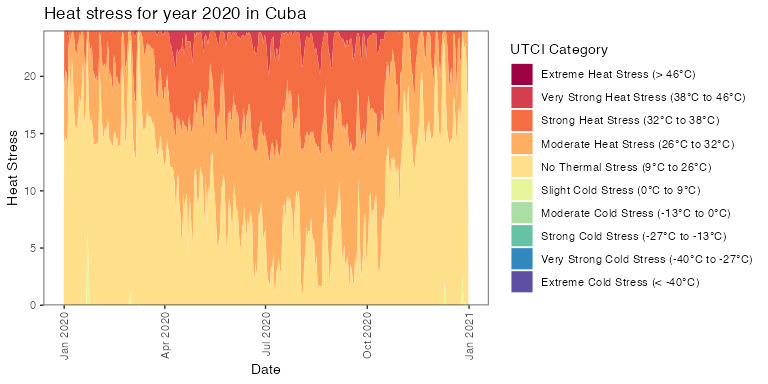 Heat stress for year 2020 in Cuba
Heat Stress
20
15
10
5
0
Jan 2020
Apr 2020
Jul 2020
Oct 2020
Jan 2021
Date
UTCI Category
Extreme Heat Stress (> 46°C)
Very Strong Heat Stress (38°C to 46°C)
Strong Heat Stress (32°C to 38°C)
Moderate Heat Stress (26°C to 32°C)
No Thermal Stress (9°C to 26°C)
Slight Cold Stress (0°C to 9°C)
Moderate Cold Stress (-13°C to 0°C)
Strong Cold Stress (-27°C to -13°C)
Very Strong Cold Stress (-40°C to -27°C)
Extreme Cold Stress (< -40°C)